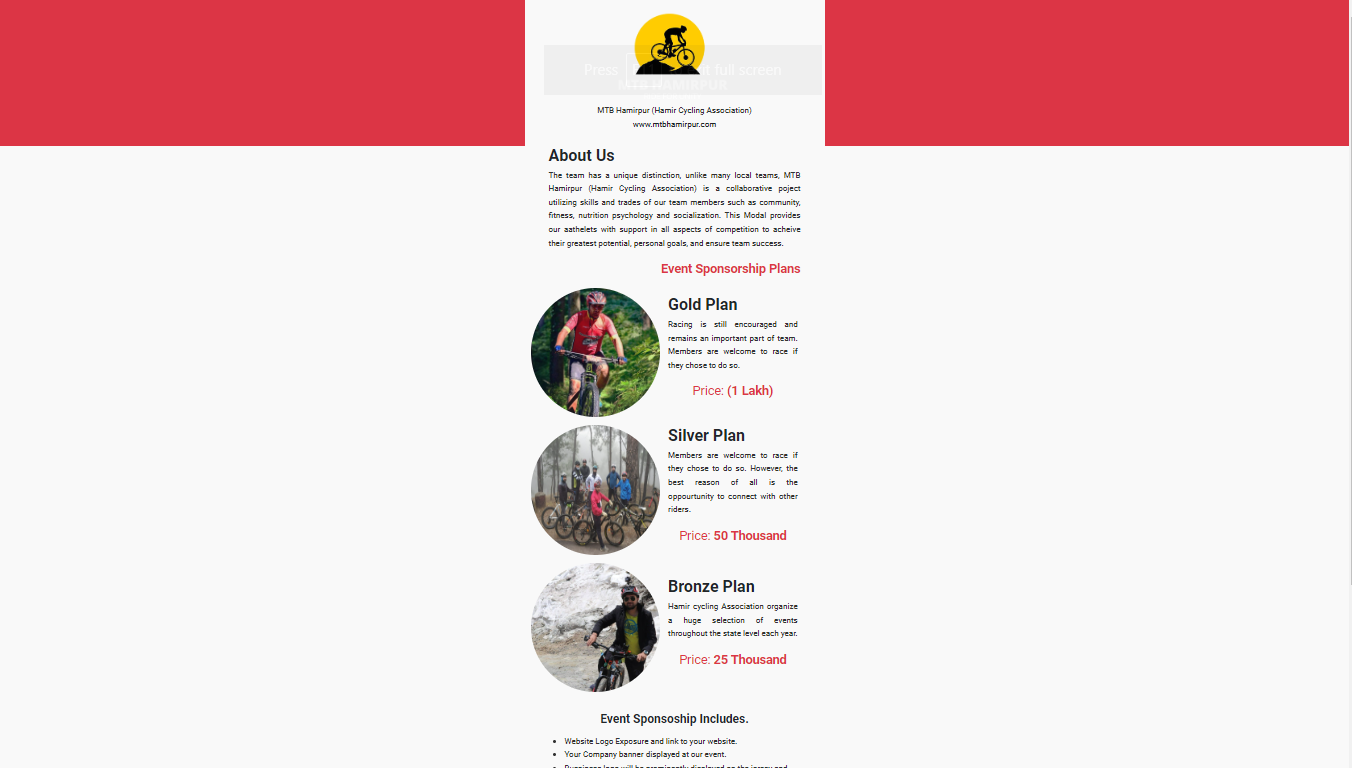 Press
t full screen
MTB HAMIRPUR
MTB Hamirpur (Hamir Cycling Association)
www.mtbhamirpur.com
About Us
The team has a unique distinction, unlike many local teams, MTB
Hamirpur (Hamir Cycling Association) is a collaborative poject
utilizing skills and trades of our team members such as community,
fitness, nutrition psychology and socialization. This Modal provides
our aathelets with support in all aspects of competition to acheive
their greatest potential, personal goals, and ensure team success.
Event Sponsorship Plans
Gold Plan
Racing is still encouraged and
remains an important part of team.
Members are welcome to race if
they chose to do so.
Price: (1 Lakh)
Silver Plan
Members are welcome to race if
they chose to do so. However, the
best reason of all is the
oppourtunity to connect with other
riders.
Price: 50 Thousand
Bronze Plan
Hamir cycling Association organize
a huge selection of events
throughout the state level each year.
Price: 25 Thousand
Event Sponsoship Includes.
Website Logo Exposure and link to your website.
Your Company banner displayed at our event.